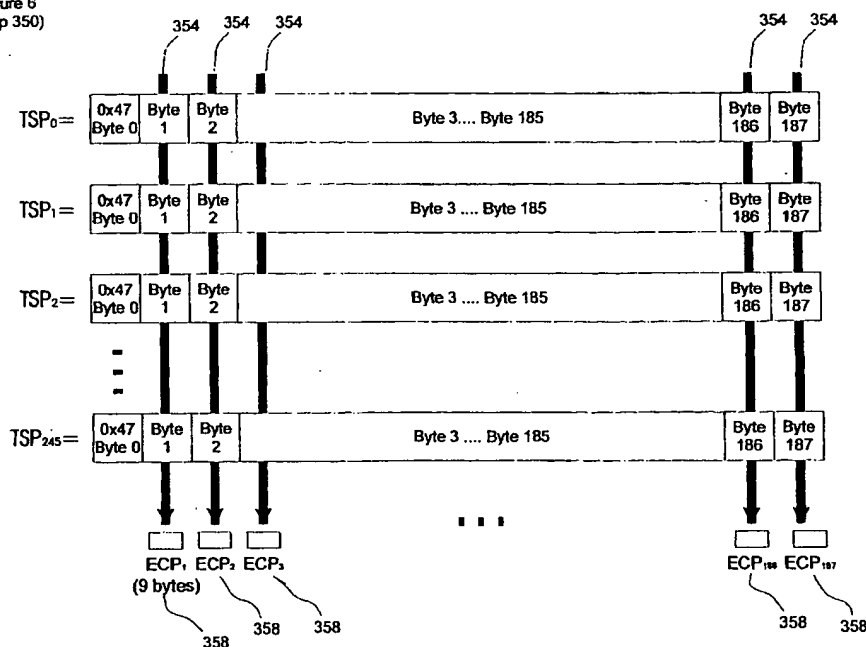 ure 6
p 350)
354 354 354 354 354
TSP0= 0x47 Byte 0 Byte 1 Byte 2 Byte 3.... Byte 185 Byte 186 Byte 187
TSP1= 0x47 Byte 0 Byte 1 Byte 2 Byte 3 .... Byte 185 Byte 186 Byte 187
TSP2= 0x47 Byte 0 Byte 1 Byte 2 Byte 3 .... Byte 185 Byte 186 Byte 187
TSP245= 0x47 Byte 0 Byte 1 Byte 2 Byte 3 .... Byte 185 Byte 186 Byte 187
ECP1 ECP2 ECP3 ECP186 ECP187
(9 bytes)
358 358 358 358 358